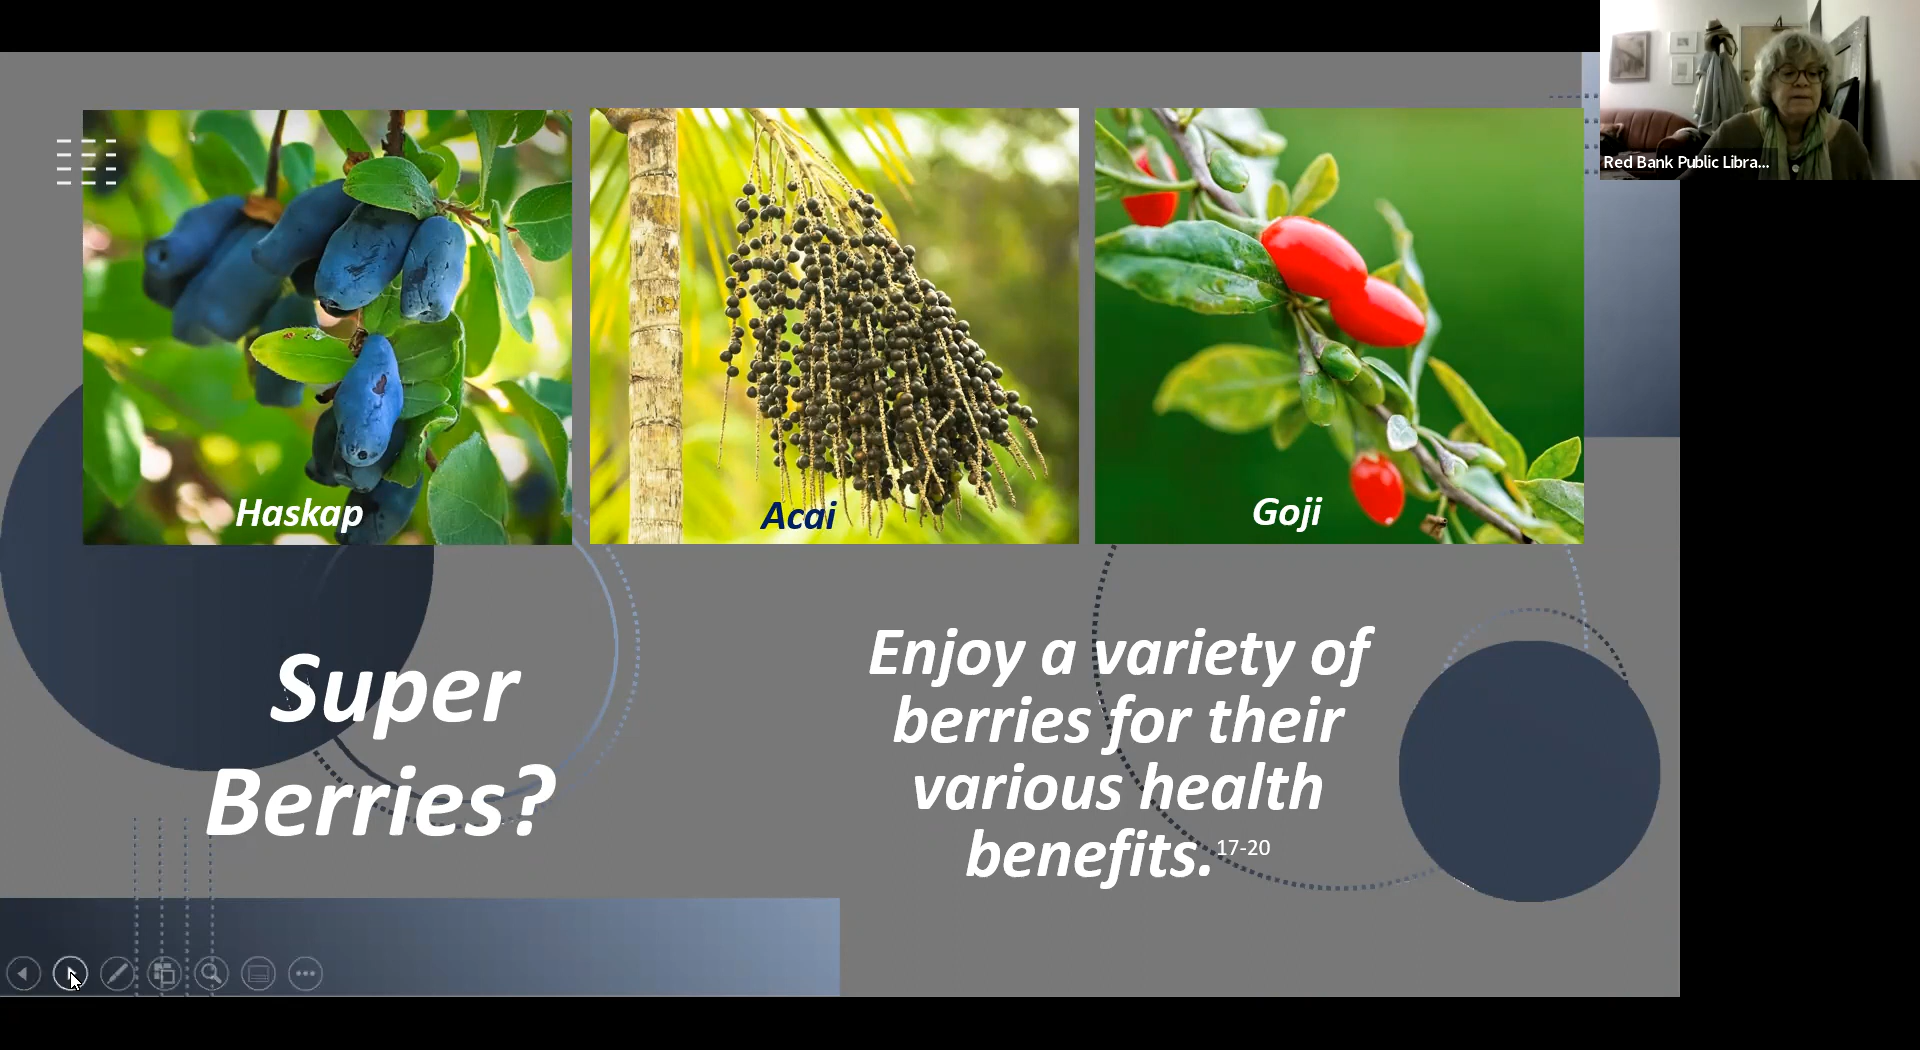 Red Bank Public Libra...
Haskap
Acai
Goji
Super
Berries?
Enjoy a variety of
berries for their
various health
benefits.17-20